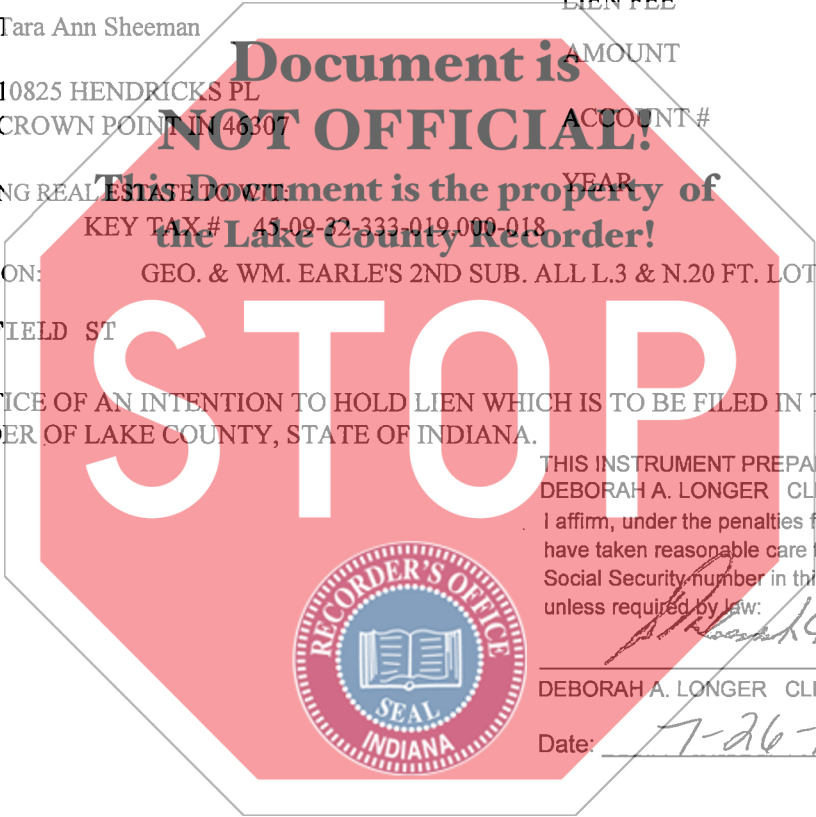 LIEN FEE
Tara Ann Sheeman
AMOUNT
10825 HENDRICKS PL
CROWN POINT IN 46307
ACCOUNT #
YEAR
NG REAL ESTATE TO WIT:
KEY TAX # 45-09-32-333-019.000-018
ON: GEO. & WM. EARLE'S 2ND SUB. ALL L.3 & N.20 FT. LOT
FIELD ST
ICE OF AN INTENTION TO HOLD LIEN WHICH IS TO BE FILED IN T
ER OF LAKE COUNTY, STATE OF INDIANA.
THIS INSTRUMENT PREPA
DEBORAH A. LONGER CL
I affirm, under the penalties f
have taken reasonable care t
Social Security number in thi
unless required by law:
DEBORAH A. LONGER CL
Date: 7-26-
Document is
NOT OFFICIAL!
This Document is the property of
the Lake County Recorder!
STOP
RECORDER'S OFFICE
SEAL
INDIANA